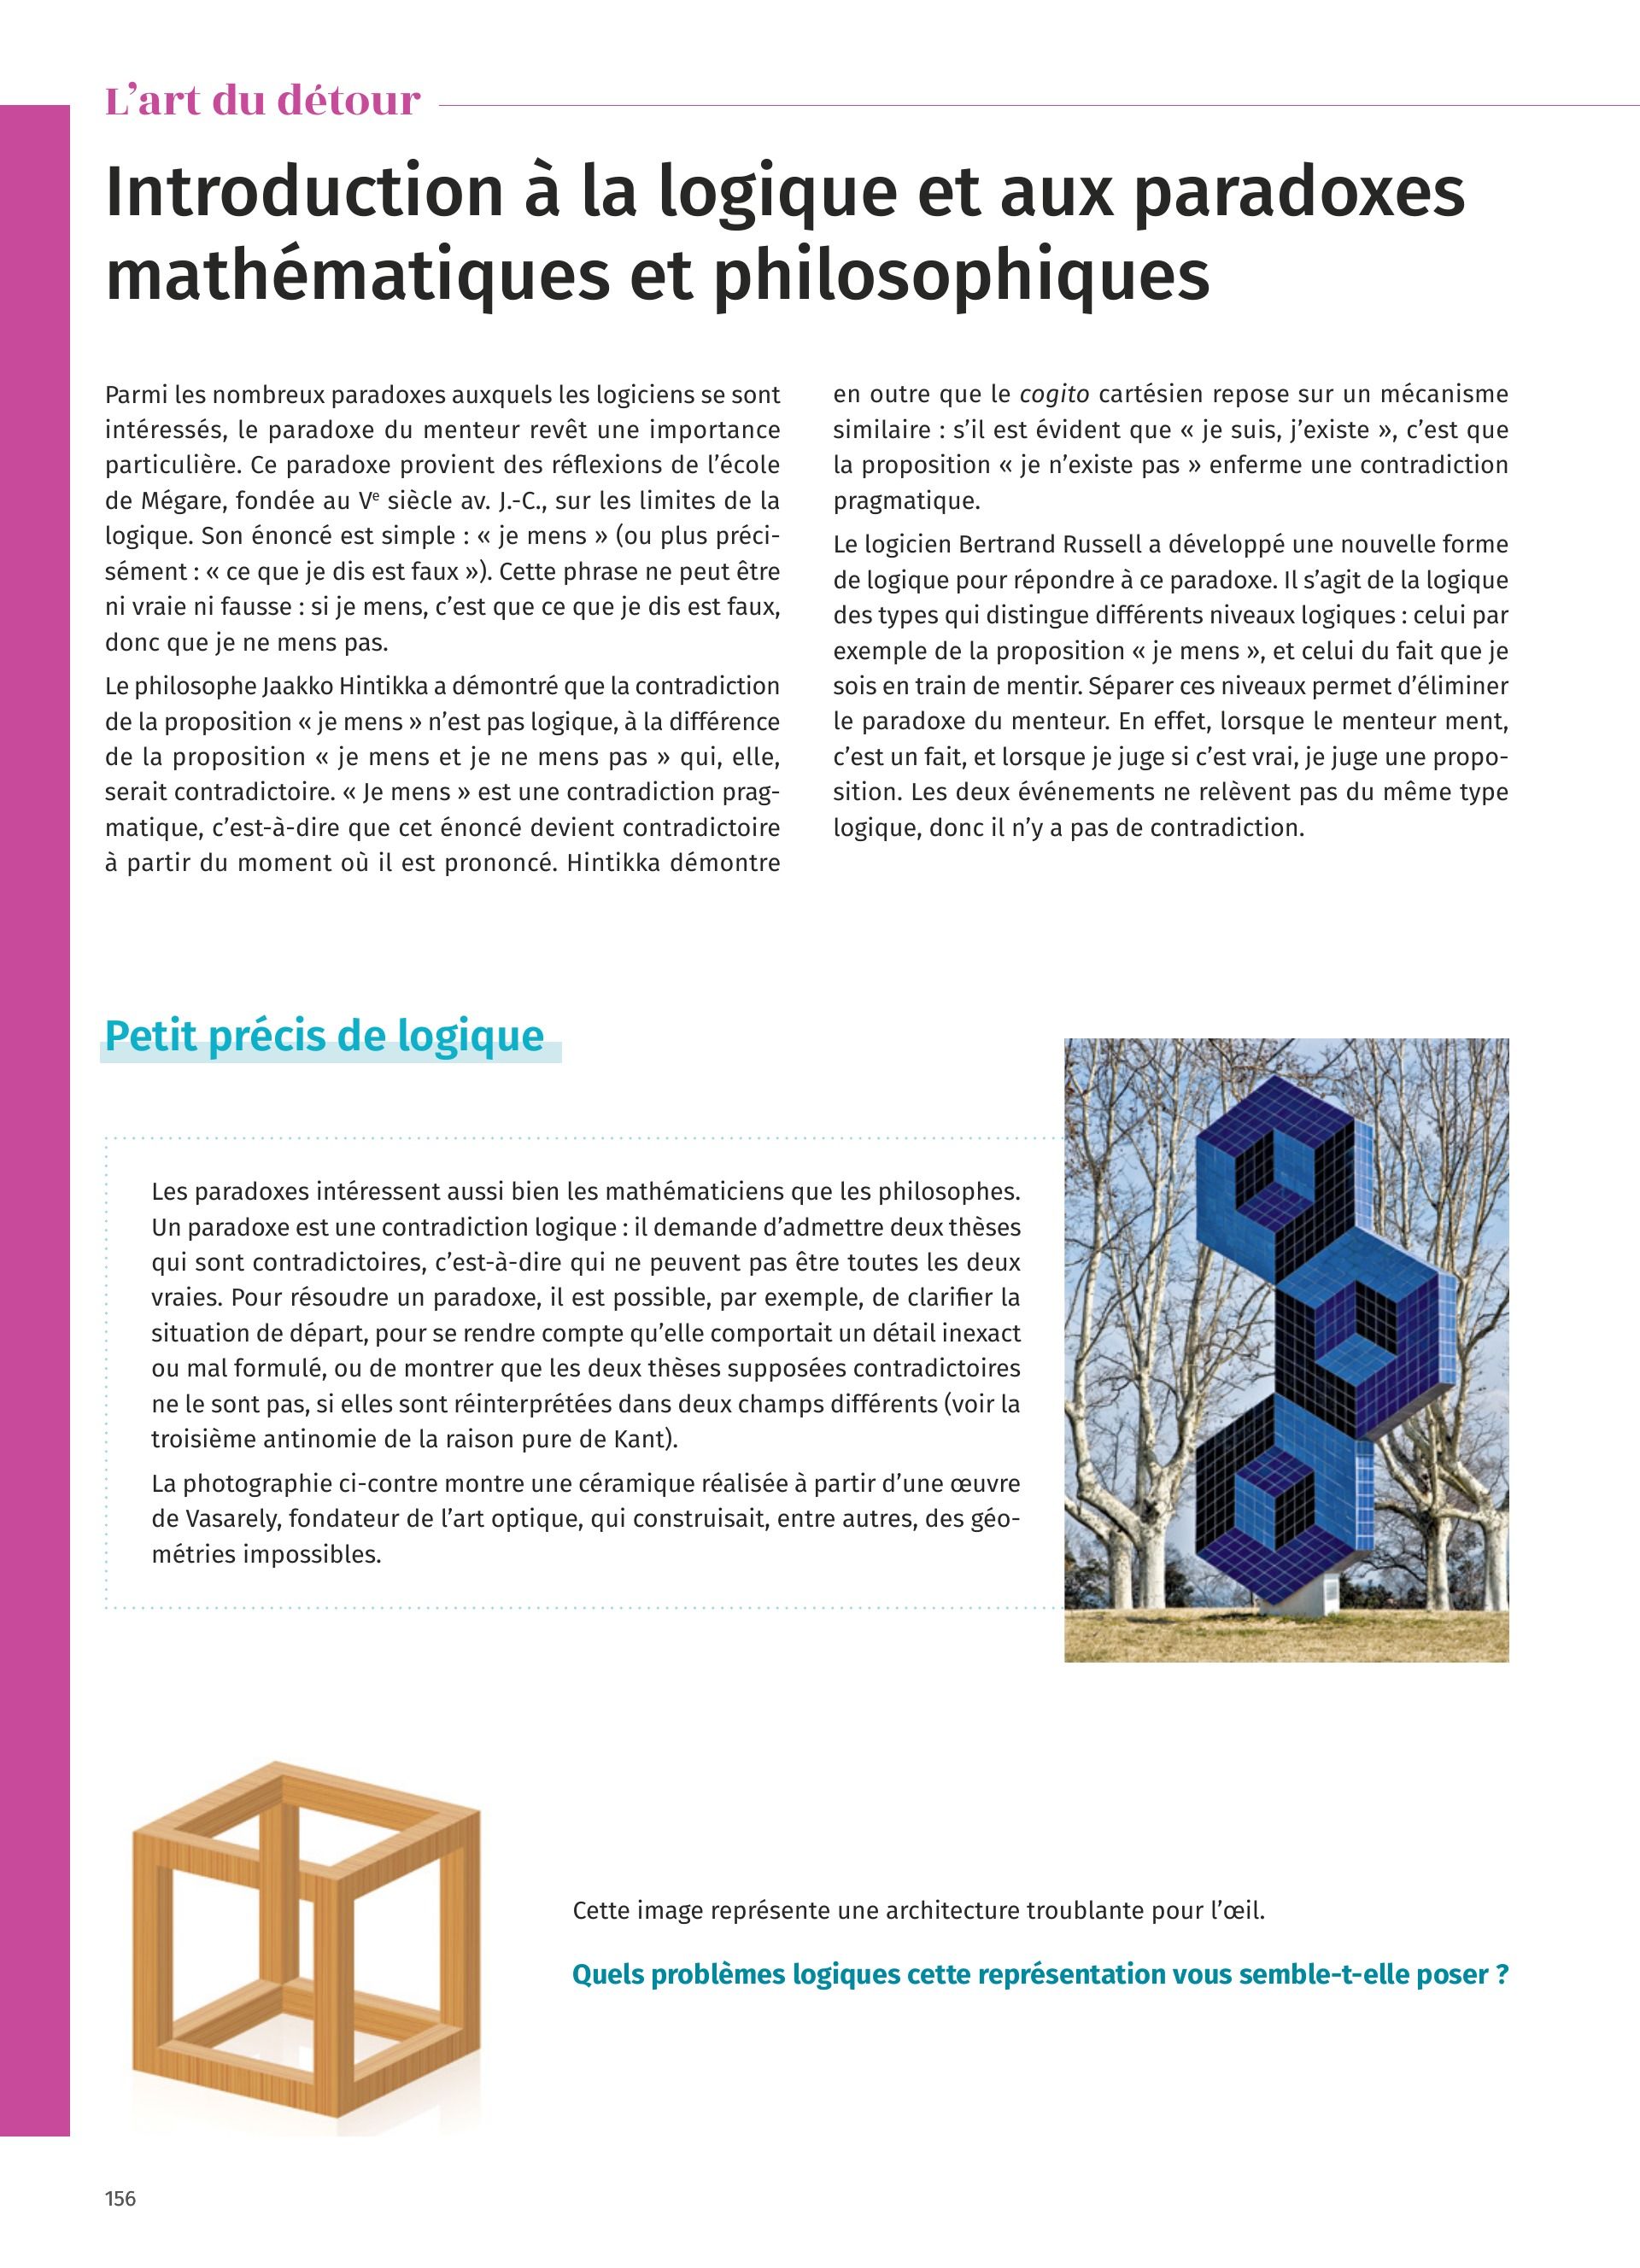 L’art du détour
Introduction à la logique et aux paradoxes
mathématiques et philosophiques
Parmi les nombreux paradoxes auxquels les logiciens se sont
intéressés, le paradoxe du menteur revêt une importance
particulière. Ce paradoxe provient des réflexions de l’école
de Mégare, fondée au Ve siècle av. J.-C., sur les limites de la
logique. Son énoncé est simple : « je mens » (ou plus préci-
sément : « ce que je dis est faux »). Cette phrase ne peut être
ni vraie ni fausse : si je mens, c’est que ce que je dis est faux,
donc que je ne mens pas.
Le philosophe Jaakko Hintikka a démontré que la contradiction
de la proposition « je mens » n’est pas logique, à la différence
de la proposition « je mens et je ne mens pas » qui, elle,
serait contradictoire. « Je mens » est une contradiction prag-
matique, c’est-à-dire que cet énoncé devient contradictoire
à partir du moment où il est prononcé. Hintikka démontre
en outre que le cogito cartésien repose sur un mécanisme
similaire : s’il est évident que « je suis, j’existe », c’est que
la proposition « je n’existe pas » enferme une contradiction
pragmatique.
Le logicien Bertrand Russell a développé une nouvelle forme
de logique pour répondre à ce paradoxe. Il s’agit de la logique
des types qui distingue différents niveaux logiques : celui par
exemple de la proposition « je mens », et celui du fait que je
sois en train de mentir. Séparer ces niveaux permet d’éliminer
le paradoxe du menteur. En effet, lorsque le menteur ment,
c’est un fait, et lorsque je juge si c’est vrai, je juge une propo-
sition. Les deux événements ne relèvent pas du même type
logique, donc il n’y a pas de contradiction.
Petit précis de logique
Les paradoxes intéressent aussi bien les mathématiciens que les philosophes.
Un paradoxe est une contradiction logique : il demande d’admettre deux thèses
qui sont contradictoires, c’est-à-dire qui ne peuvent pas être toutes les deux
vraies. Pour résoudre un paradoxe, il est possible, par exemple, de clarifier la
situation de départ, pour se rendre compte qu’elle comportait un détail inexact
ou mal formulé, ou de montrer que les deux thèses supposées contradictoires
ne le sont pas, si elles sont réinterprétées dans deux champs différents (voir la
troisième antinomie de la raison pure de Kant).
La photographie ci-contre montre une céramique réalisée à partir d’une œuvre
de Vasarely, fondateur de l’art optique, qui construisait, entre autres, des géo-
métries impossibles.
Cette image représente une architecture troublante pour l’œil.
Quels problèmes logiques cette représentation vous semble-t-elle poser ?
156